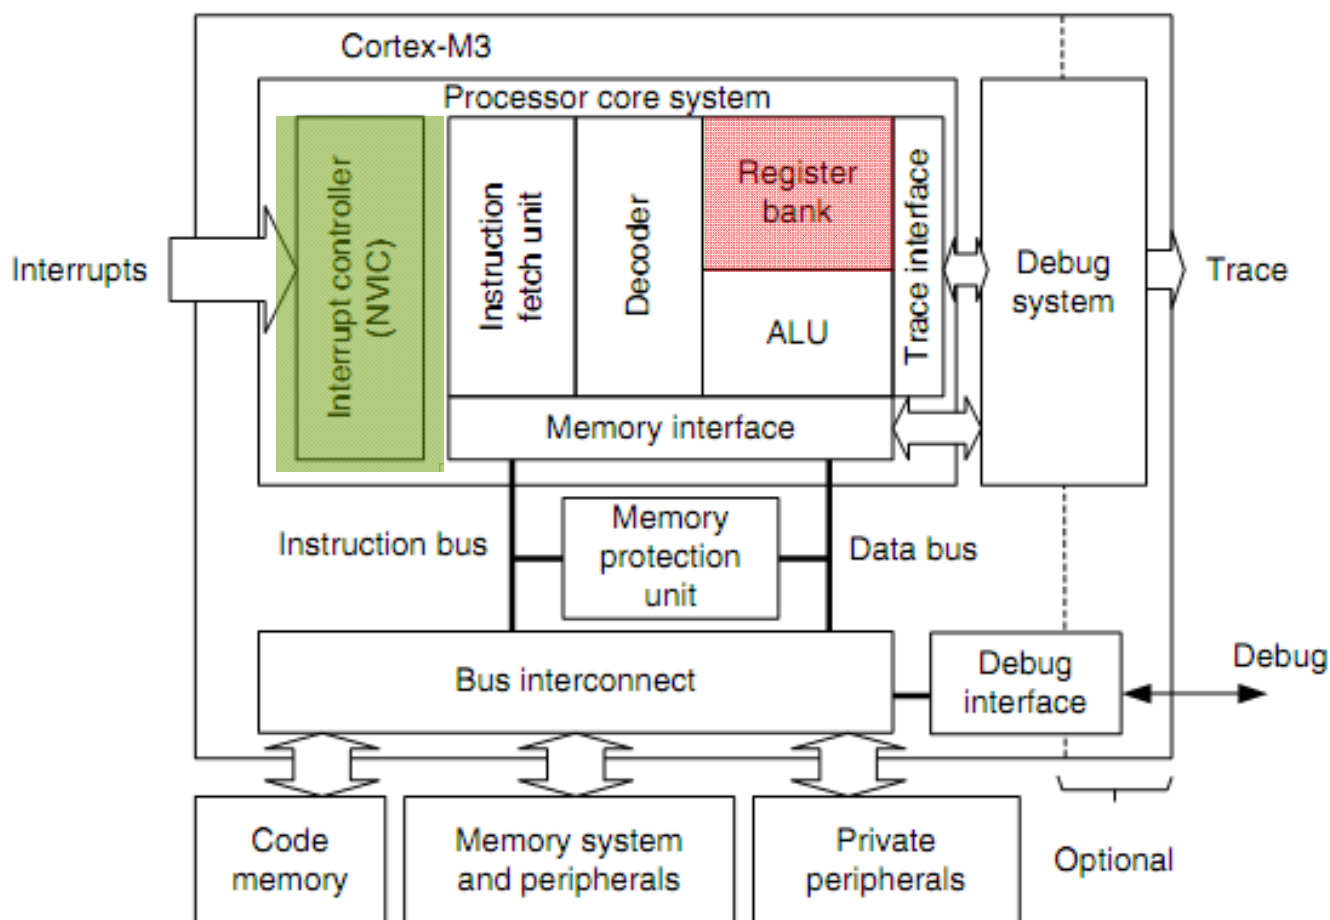 Cortex-M3
Processor core system
Interrupts
Interrupt controller
(NVIC)
Instruction
fetch unit
Decoder
Register
bank
ALU
Trace interface
Debug
system
Trace
Memory interface
Instruction bus
Memory
protection
unit
Data bus
Bus interconnect
Debug
interface
Debug
Code
memory
Memory system
and peripherals
Private
peripherals
Optional